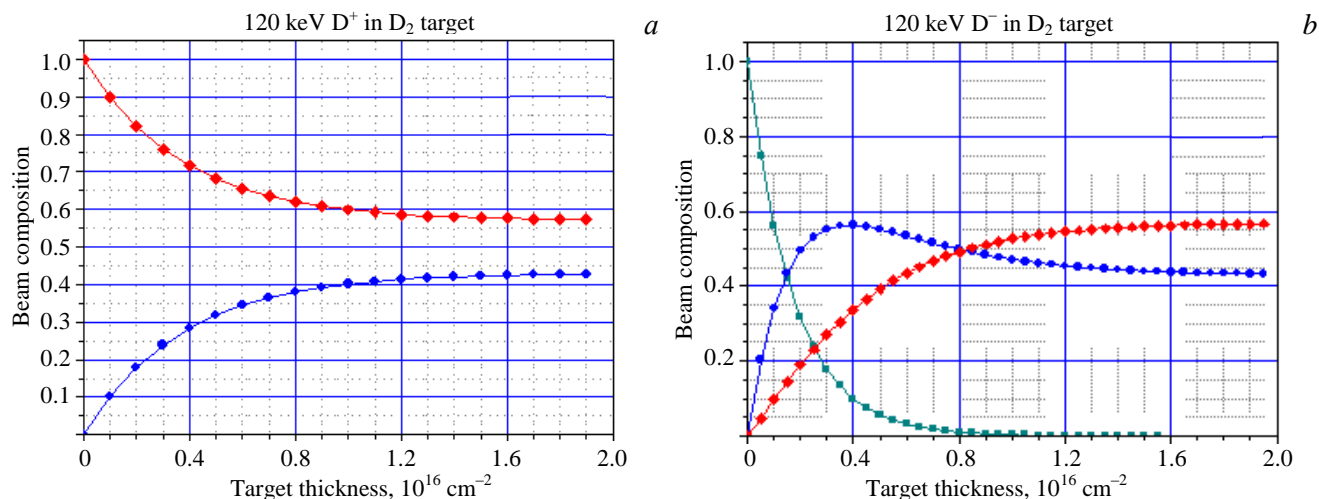 120 keV D⁺ in D₂ target
a
1.0
0.9
0.8
0.7
0.6
0.5
0.4
0.3
0.2
0.1
Beam composition
0 0.4 0.8 1.2 1.6 2.0
Target thickness, 10¹⁶ cm⁻²
120 keV D⁻ in D₂ target
b
1.0
0.8
0.6
0.4
0.2
Beam composition
0 0.4 0.8 1.2 1.6 2.0
Target thickness, 10¹⁶ cm⁻²